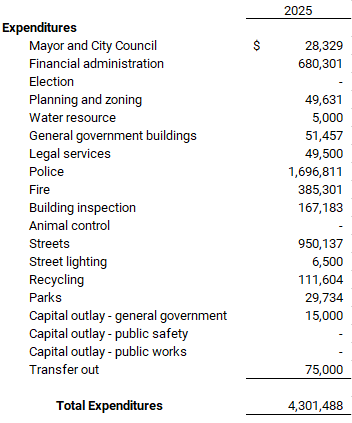 2025
Expenditures
Mayor and City Council $ 28,329
Financial administration 680,301
Election -
Planning and zoning 49,631
Water resource 5,000
General government buildings 51,457
Legal services 49,500
Police 1,696,811
Fire 385,301
Building inspection 167,183
Animal control -
Streets 950,137
Street lighting 6,500
Recycling 111,604
Parks 29,734
Capital outlay - general government 15,000
Capital outlay - public safety -
Capital outlay - public works -
Transfer out 75,000
Total Expenditures 4,301,488